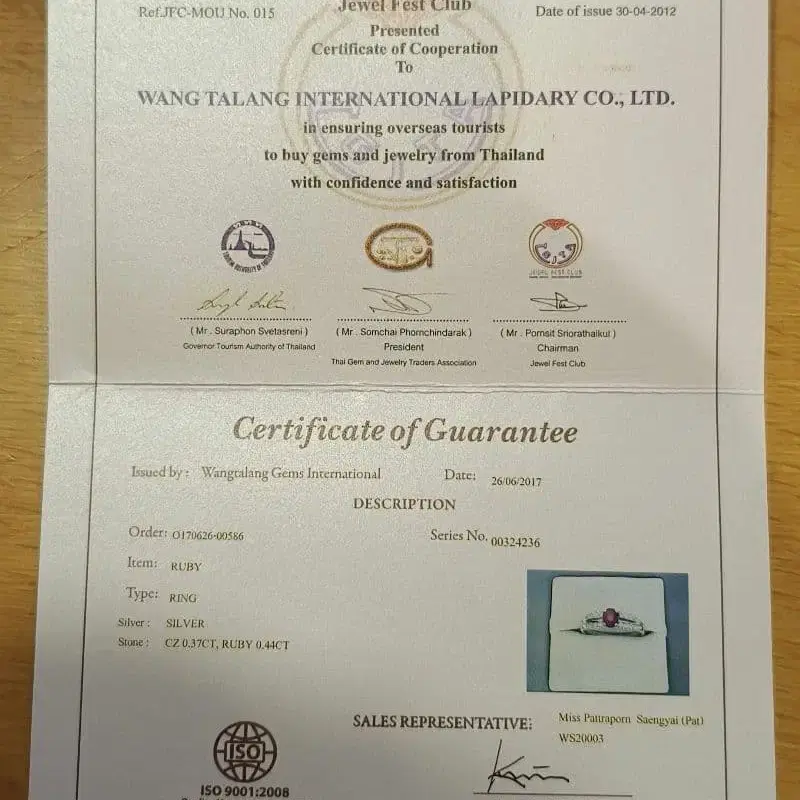 Ref.JFC-MOU No. 015
Jewel Fest Club
Date of issue 30-04-2012
Presented
Certificate of Cooperation
To
WANG TALANG INTERNATIONAL LAPIDARY CO., LTD.
in ensuring overseas tourists
to buy gems and jewelry from Thailand
with confidence and satisfaction
JEWEL FEST CLUB
( Mr . Suraphon Svetasreni )
Governor Tourism Authority of Thailand
( Mr . Somchai Phornchindarak )
President
Thai Gem and Jewelry Traders Association
( Mr . Pornsit Sriorathaikul )
Chairman
Jewel Fest Club
Certificate of Guarantee
Issued by : Wangtalang Gems International
Date: 26/06/2017
DESCRIPTION
Order: O170626-00586
Series No. 00324236
Item: RUBY
Type: RING
Silver : SILVER
Stone : CZ 0.37CT, RUBY 0.44CT
SALES REPRESENTATIVE: Miss Pattraporn Saengyai (Pat)
WS20003
ISO
ISO 9001:2008